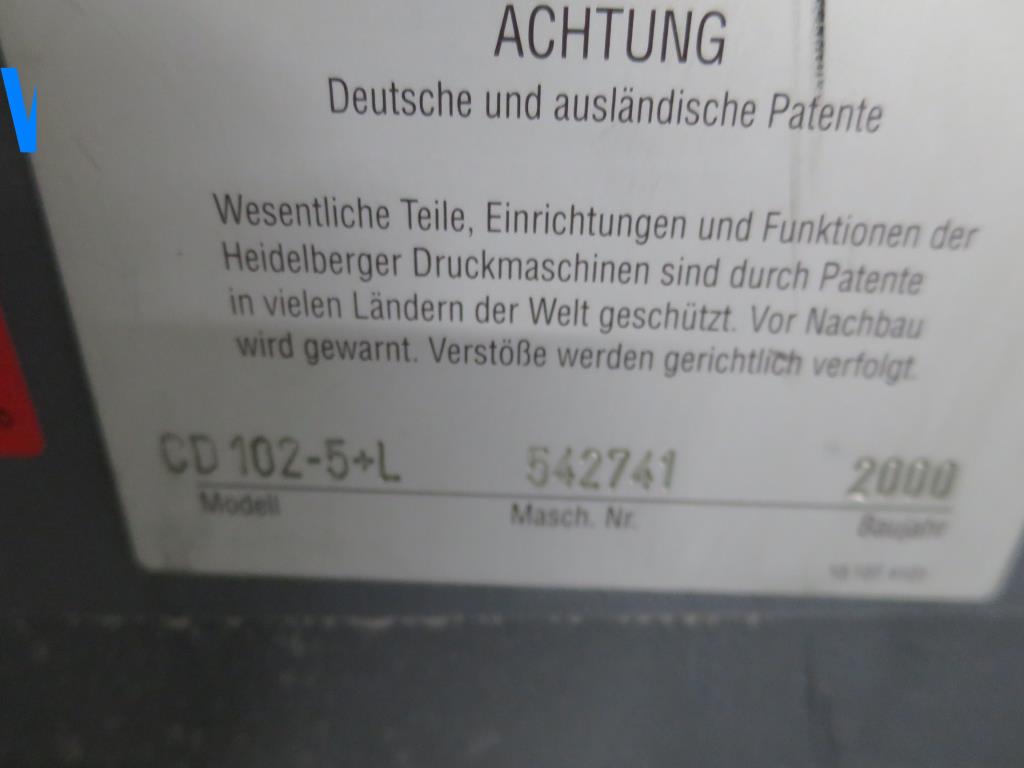 ACHTUNG
Deutsche und ausländische Patente
Wesentliche Teile, Einrichtungen und Funktionen der
Heidelberger Druckmaschinen sind durch Patente
in vielen Ländern der Welt geschützt. Vor Nachbau
wird gewarnt. Verstöße werden gerichtlich verfolgt.
CD 102-5+L 542741 2000
Modell Masch. Nr. Baujahr